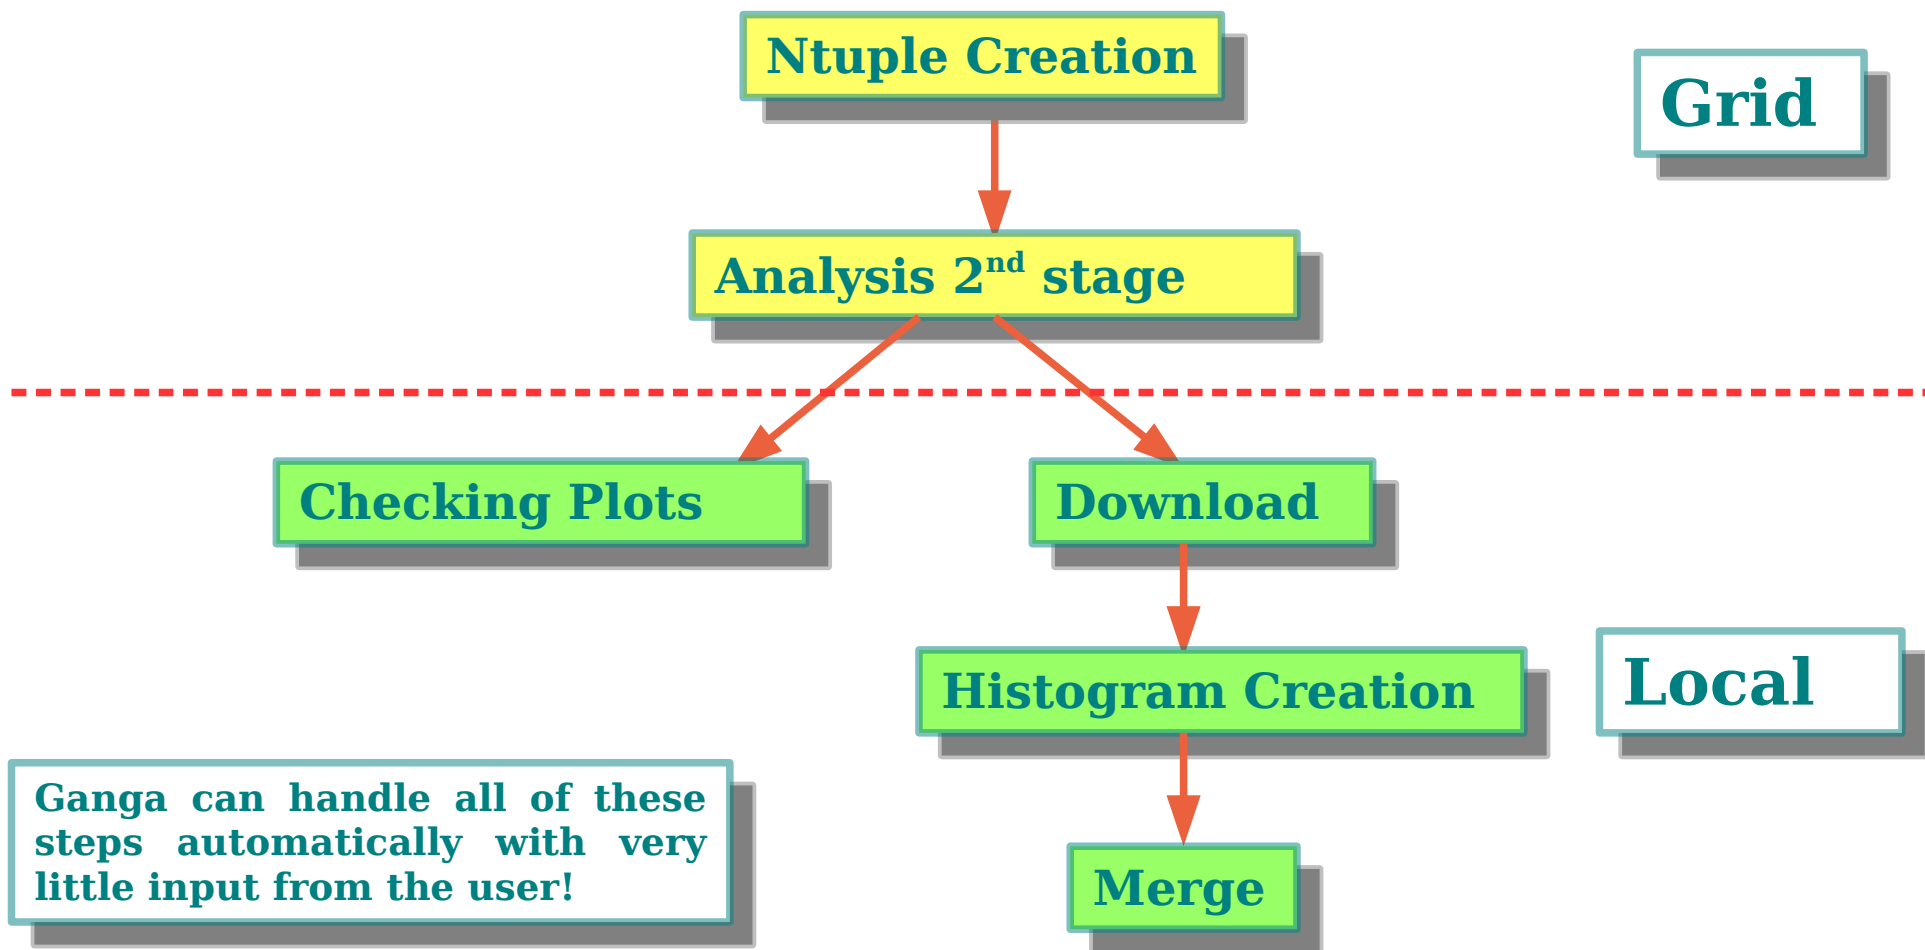 Ntuple Creation
Grid
Analysis 2nd stage
Checking Plots
Download
Histogram Creation
Local
Ganga can handle all of these
steps automatically with very
little input from the user!
Merge